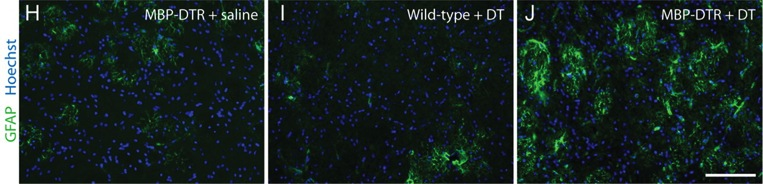 H
MBP-DTR + saline
I
Wild-type + DT
J
MBP-DTR + DT
GFAP Hoechst